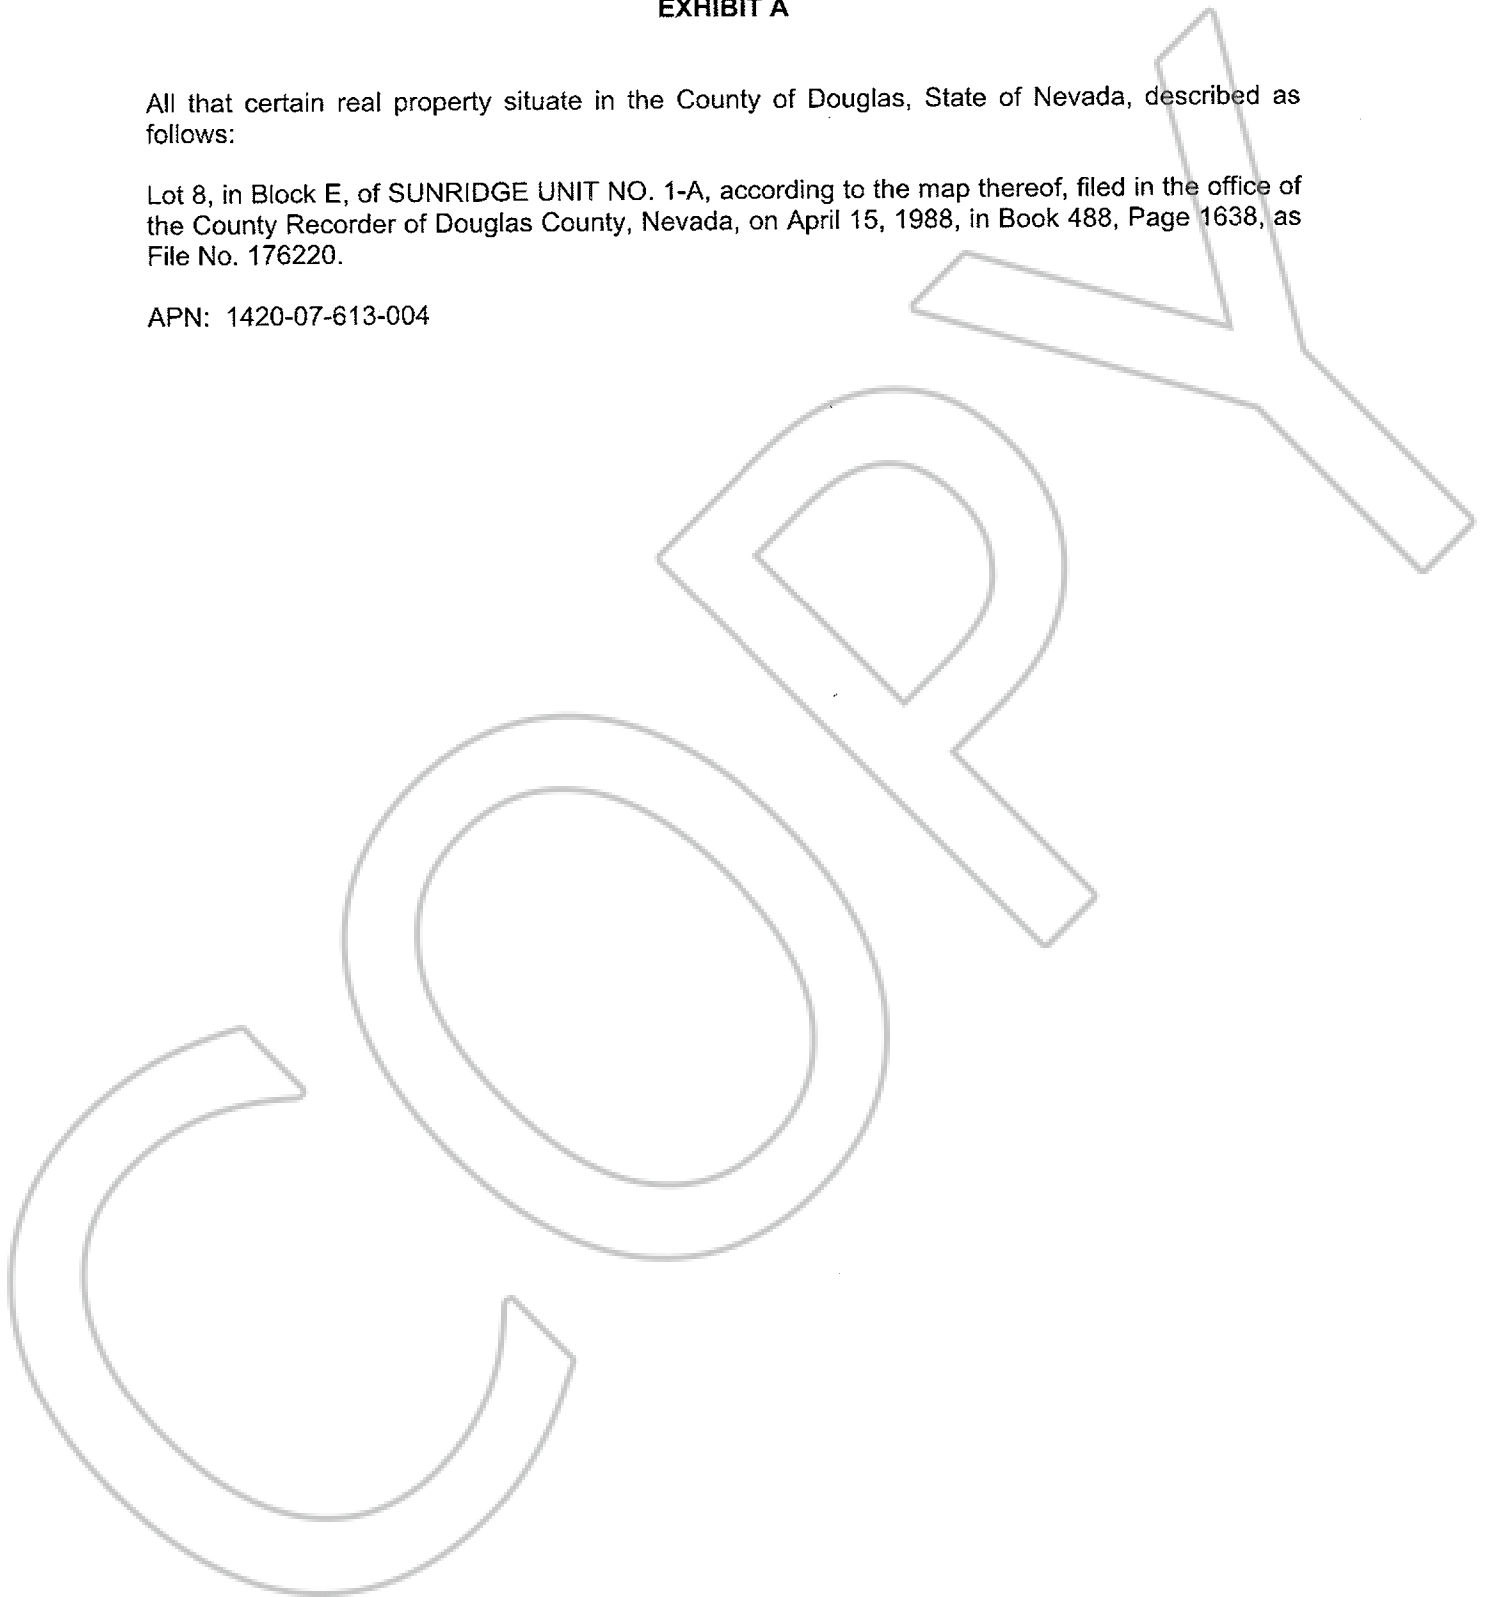 EXHIBIT A
All that certain real property situate in the County of Douglas, State of Nevada, described as
follows:
Lot 8, in Block E, of SUNRIDGE UNIT NO. 1-A, according to the map thereof, filed in the office of
the County Recorder of Douglas County, Nevada, on April 15, 1988, in Book 488, Page 1638, as
File No. 176220.
APN: 1420-07-613-004
COPY